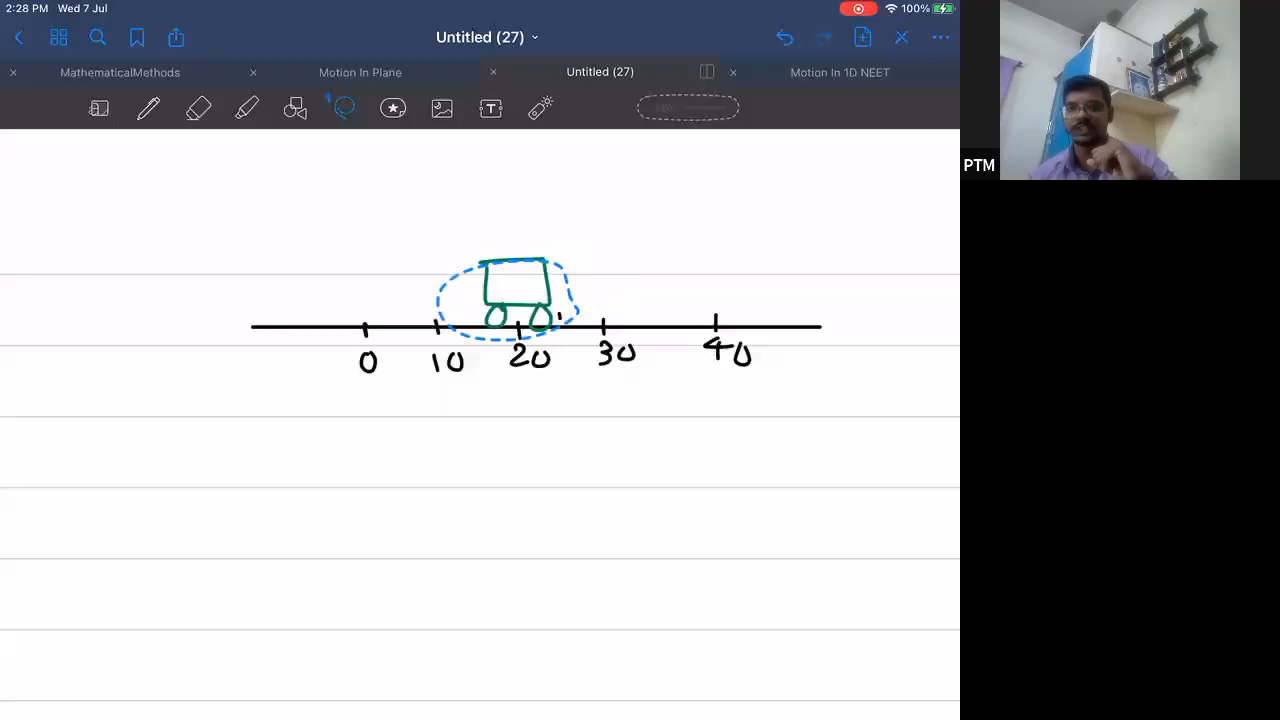 2:28 PM Wed 7 Jul
100%
Untitled (27)
MathematicalMethods
Motion In Plane
Untitled (27)
Motion In 1D NEET
T
PTM
0 10 20 30 40